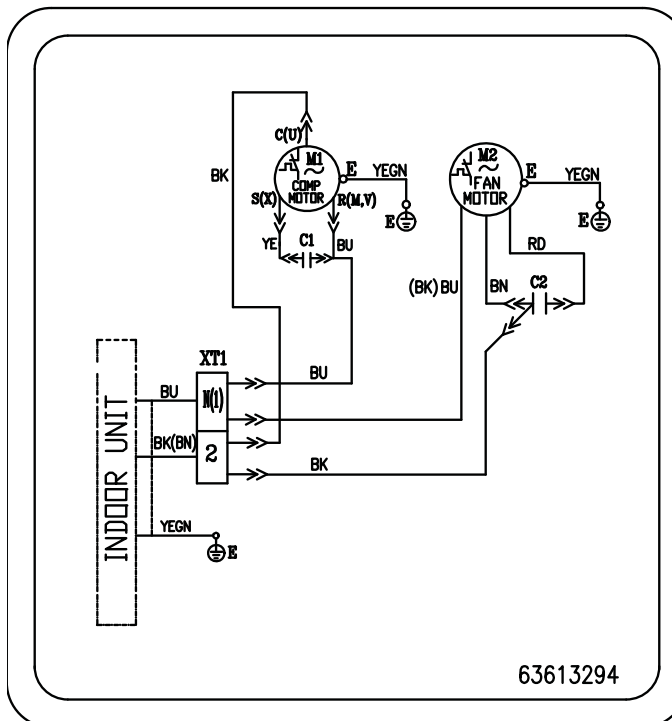 C(U)
M1
E
YEGN
COMP
MOTOR
BK
S(X)
R(M,V)
E
YE
C1
BU
M2
E
YEGN
FAN
MOTOR
E
RD
(BK)BU
BN
C2
XT1
BU
BU
N(1)
BK(BN)
2
BK
INDOOR UNIT
YEGN
E
63613294